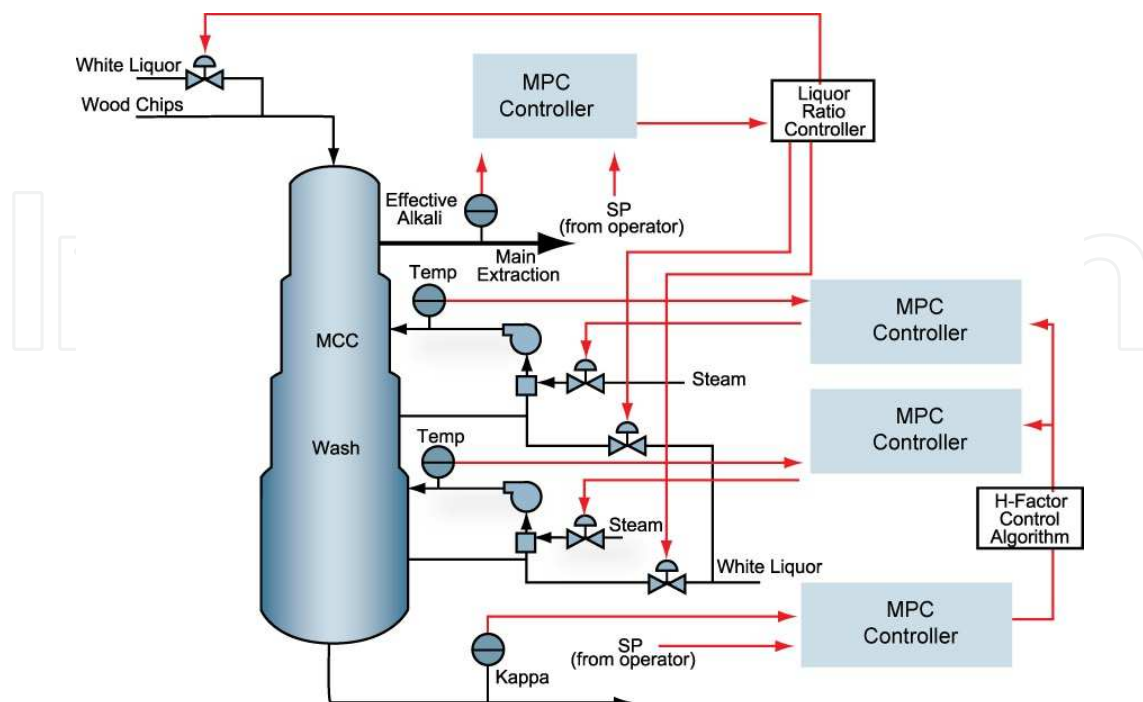 White Liquor
Wood Chips
MPC
Controller
Liquor
Ratio
Controller
Effective
Alkali
SP
(from operator)
Main
Extraction
Temp
MPC
Controller
MCC
Steam
MPC
Controller
Temp
Wash
H-Factor
Control
Algorithm
Steam
White Liquor
MPC
Controller
SP
(from operator)
Kappa